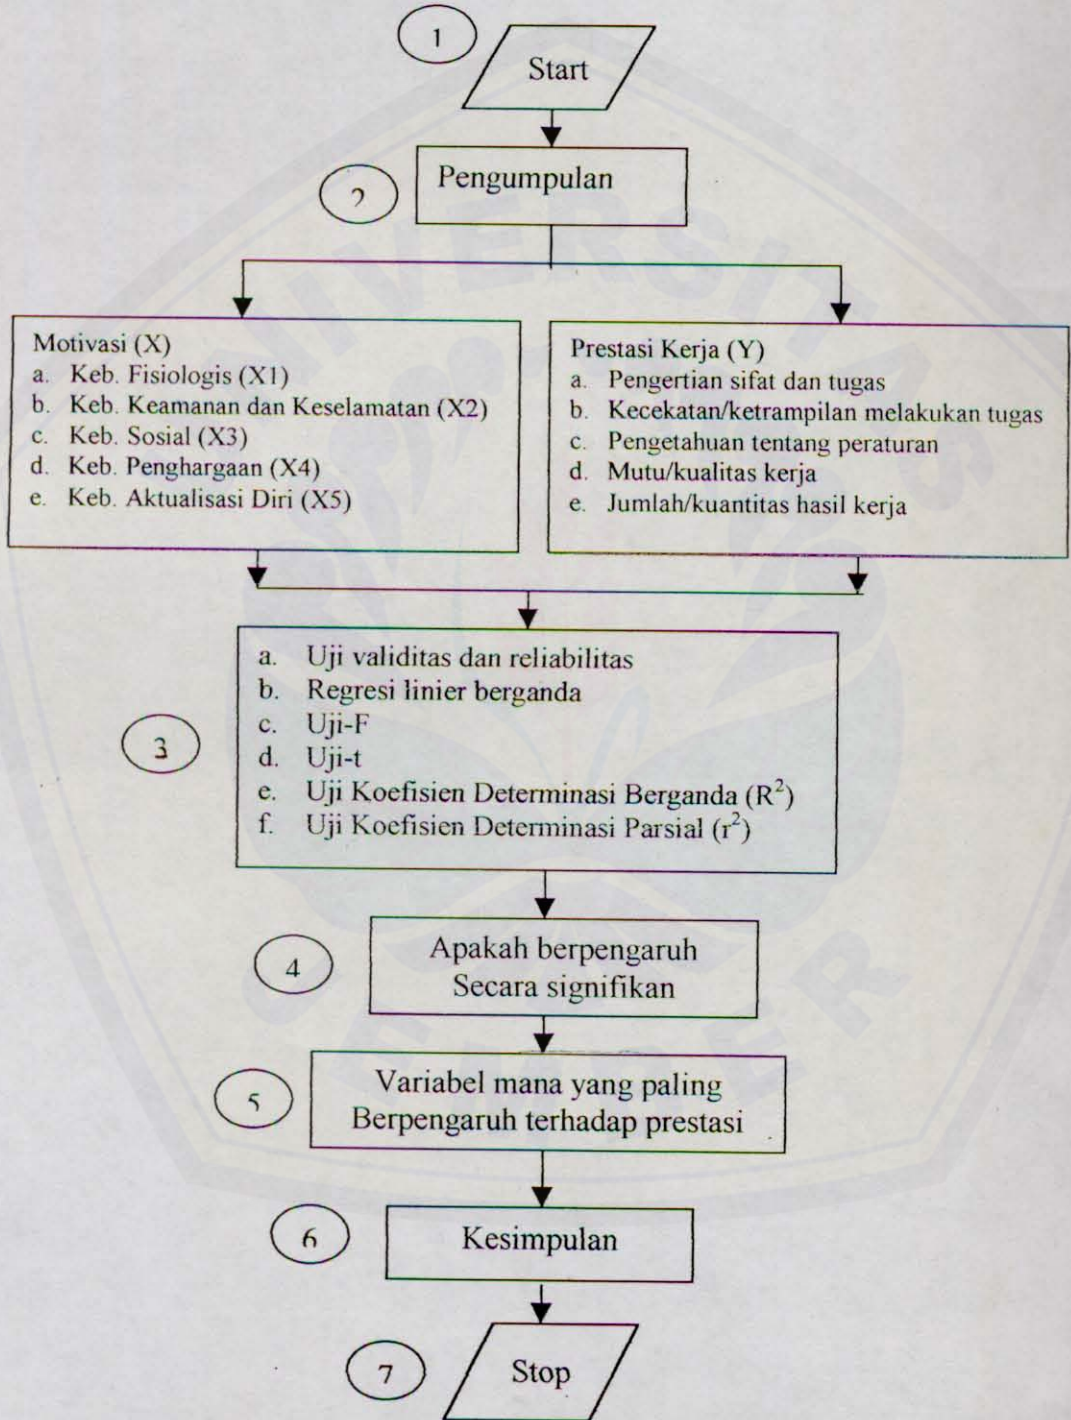 1
Start
2
Pengumpulan
Motivasi (X)
a. Keb. Fisiologis (X1)
b. Keb. Keamanan dan Keselamatan (X2)
c. Keb. Sosial (X3)
d. Keb. Penghargaan (X4)
e. Keb. Aktualisasi Diri (X5)
Prestasi Kerja (Y)
a. Pengertian sifat dan tugas
b. Kecekatan/ketrampilan melakukan tugas
c. Pengetahuan tentang peraturan
d. Mutu/kualitas kerja
e. Jumlah/kuantitas hasil kerja
3
a. Uji validitas dan reliabilitas
b. Regresi linier berganda
c. Uji-F
d. Uji-t
e. Uji Koefisien Determinasi Berganda (R²)
f. Uji Koefisien Determinasi Parsial (r²)
4
Apakah berpengaruh
Secara signifikan
5
Variabel mana yang paling
Berpengaruh terhadap prestasi
6
Kesimpulan
7
Stop
UNIVERSITAS
JEMBER